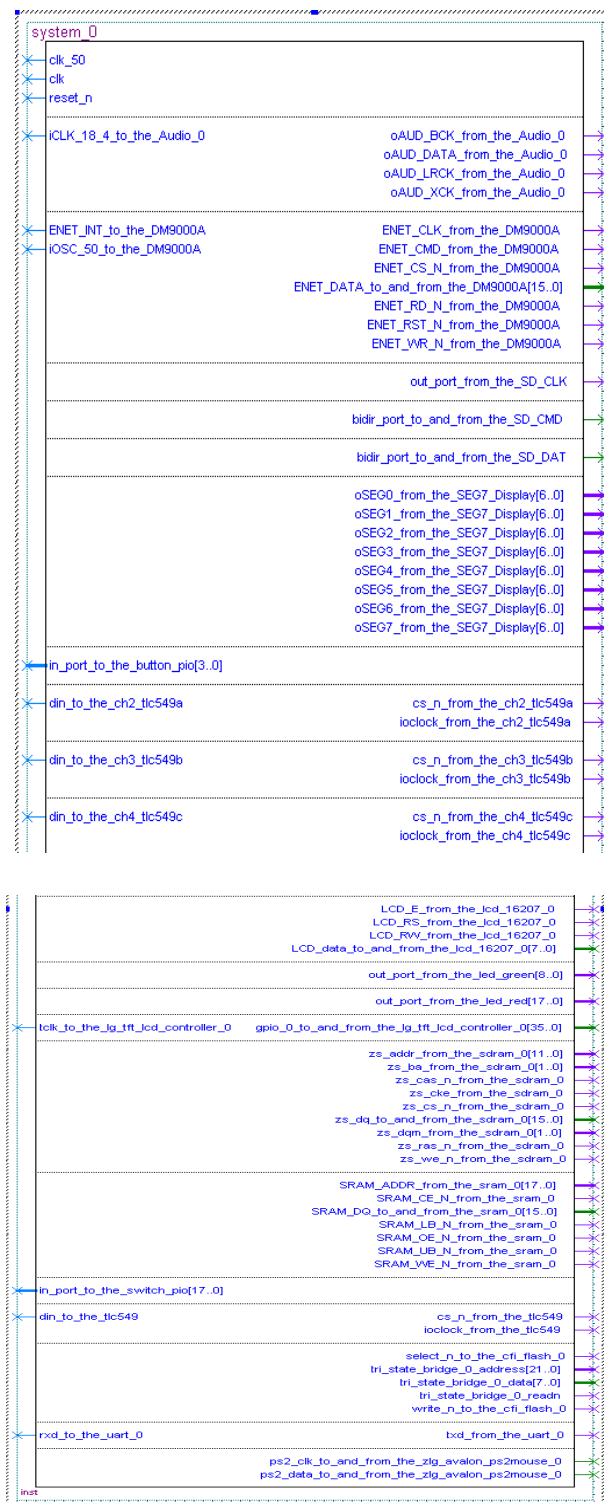 system_0
clk_50
clk
reset_n
iCLK_18_4_to_the_Audio_0 oAUD_BCK_from_the_Audio_0
oAUD_DATA_from_the_Audio_0
oAUD_LRCK_from_the_Audio_0
oAUD_XCK_from_the_Audio_0
ENET_INT_to_the_DM9000A ENET_CLK_from_the_DM9000A
iOSC_50_to_the_DM9000A ENET_CMD_from_the_DM9000A
ENET_CS_N_from_the_DM9000A
ENET_DATA_to_and_from_the_DM9000A[15..0]
ENET_RD_N_from_the_DM9000A
ENET_RST_N_from_the_DM9000A
ENET_WR_N_from_the_DM9000A
out_port_from_the_SD_CLK
bidir_port_to_and_from_the_SD_CMD
bidir_port_to_and_from_the_SD_DAT
oSEG0_from_the_SEG7_Display[6..0]
oSEG1_from_the_SEG7_Display[6..0]
oSEG2_from_the_SEG7_Display[6..0]
oSEG3_from_the_SEG7_Display[6..0]
oSEG4_from_the_SEG7_Display[6..0]
oSEG5_from_the_SEG7_Display[6..0]
oSEG6_from_the_SEG7_Display[6..0]
oSEG7_from_the_SEG7_Display[6..0]
in_port_to_the_button_pio[3..0]
din_to_the_ch2_tlc549a cs_n_from_the_ch2_tlc549a
ioclock_from_the_ch2_tlc549a
din_to_the_ch3_tlc549b cs_n_from_the_ch3_tlc549b
ioclock_from_the_ch3_tlc549b
din_to_the_ch4_tlc549c cs_n_from_the_ch4_tlc549c
ioclock_from_the_ch4_tlc549c
LCD_E_from_the_lcd_16207_0
LCD_RS_from_the_lcd_16207_0
LCD_RW_from_the_lcd_16207_0
LCD_data_to_and_from_the_lcd_16207_0[7..0]
out_port_from_the_led_green[8..0]
out_port_from_the_led_red[17..0]
tclk_to_the_lg_tft_lcd_controller_0 gpio_0_to_and_from_the_lg_tft_lcd_controller_0[35..0]
zs_addr_from_the_sdram_0[11..0]
zs_ba_from_the_sdram_0[1..0]
zs_cas_n_from_the_sdram_0
zs_cke_from_the_sdram_0
zs_cs_n_from_the_sdram_0
zs_dq_to_and_from_the_sdram_0[15..0]
zs_dqm_from_the_sdram_0[1..0]
zs_ras_n_from_the_sdram_0
zs_we_n_from_the_sdram_0
SRAM_ADDR_from_the_sram_0[17..0]
SRAM_CE_N_from_the_sram_0
SRAM_DQ_to_and_from_the_sram_0[15..0]
SRAM_LB_N_from_the_sram_0
SRAM_OE_N_from_the_sram_0
SRAM_UB_N_from_the_sram_0
SRAM_WE_N_from_the_sram_0
in_port_to_the_switch_pio[17..0]
din_to_the_tlc549 cs_n_from_the_tlc549
ioclock_from_the_tlc549
select_n_to_the_cfi_flash_0
tri_state_bridge_0_address[21..0]
tri_state_bridge_0_data[7..0]
tri_state_bridge_0_readn
write_n_to_the_cfi_flash_0
rxd_to_the_uart_0 txd_from_the_uart_0
ps2_clk_to_and_from_the_zlg_avalon_ps2mouse_0
ps2_data_to_and_from_the_zlg_avalon_ps2mouse_0
inst